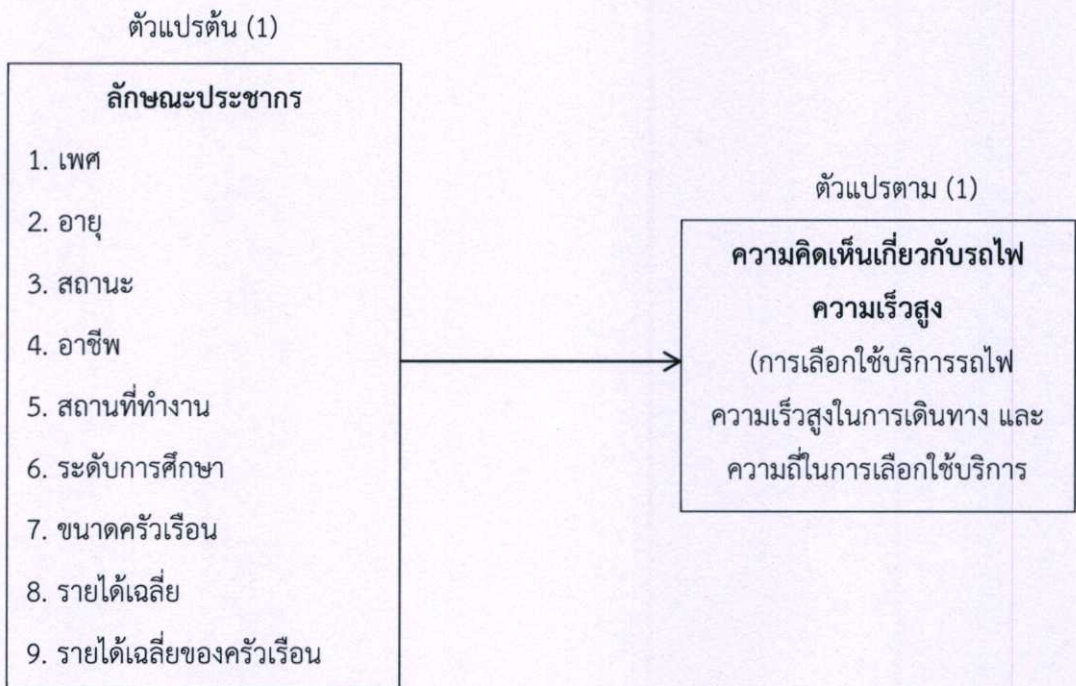 ตัวแปรต้น (1)
ลักษณะประชากร
1. เพศ
2. อายุ
3. สถานะ
4. อาชีพ
5. สถานที่ทำงาน
6. ระดับการศึกษา
7. ขนาดครัวเรือน
8. รายได้เฉลี่ย
9. รายได้เฉลี่ยของครัวเรือน
ตัวแปรตาม (1)
ความคิดเห็นเกี่ยวกับรถไฟ
ความเร็วสูง
(การเลือกใช้บริการรถไฟ
ความเร็วสูงในการเดินทาง และ
ความถี่ในการเลือกใช้บริการ